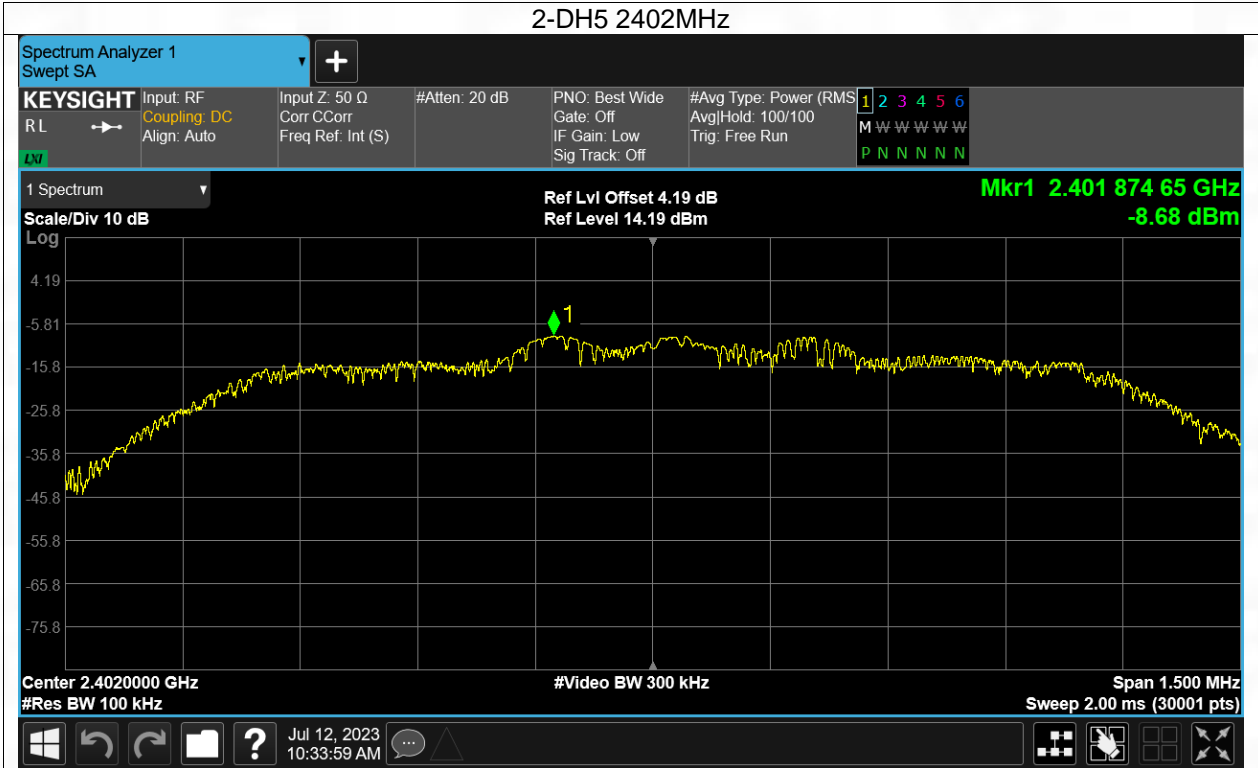 2-DH5 2402MHz
Spectrum Analyzer 1
Swept SA
KEYSIGHT
R L
LXI
Input: RF
Coupling: DC
Align: Auto
Input Z: 50 Ω
Corr CCorr
Freq Ref: Int (S)
#Atten: 20 dB
PNO: Best Wide
Gate: Off
IF Gain: Low
Sig Track: Off
#Avg Type: Power (RMS
Avg|Hold: 100/100
Trig: Free Run
1 2 3 4 5 6
M W W W W W
P N N N N N
1 Spectrum
Scale/Div 10 dB
Log
Ref Lvl Offset 4.19 dB
Ref Level 14.19 dBm
Mkr1 2.401 874 65 GHz
-8.68 dBm
4.19
-5.81
-15.8
-25.8
-35.8
-45.8
-55.8
-65.8
-75.8
1
Center 2.4020000 GHz
#Video BW 300 kHz
Span 1.500 MHz
#Res BW 100 kHz
Sweep 2.00 ms (30001 pts)
?
Jul 12, 2023
10:33:59 AM